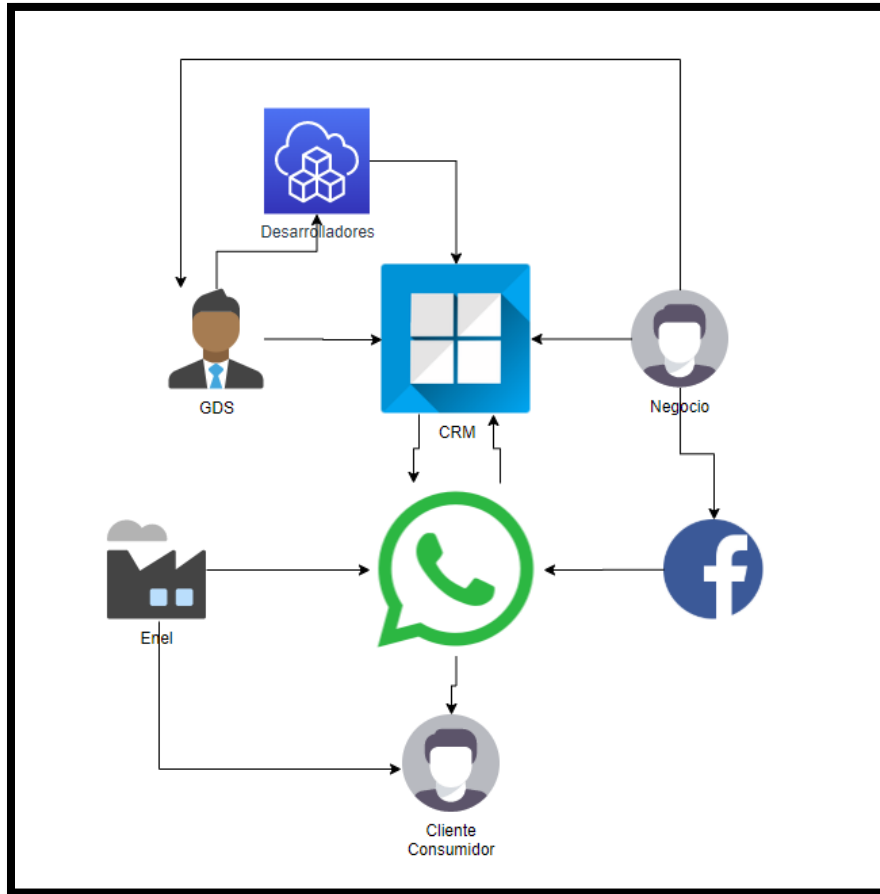 Desarrolladores
GDS
CRM
Negocio
Enel
Cliente
Consumidor